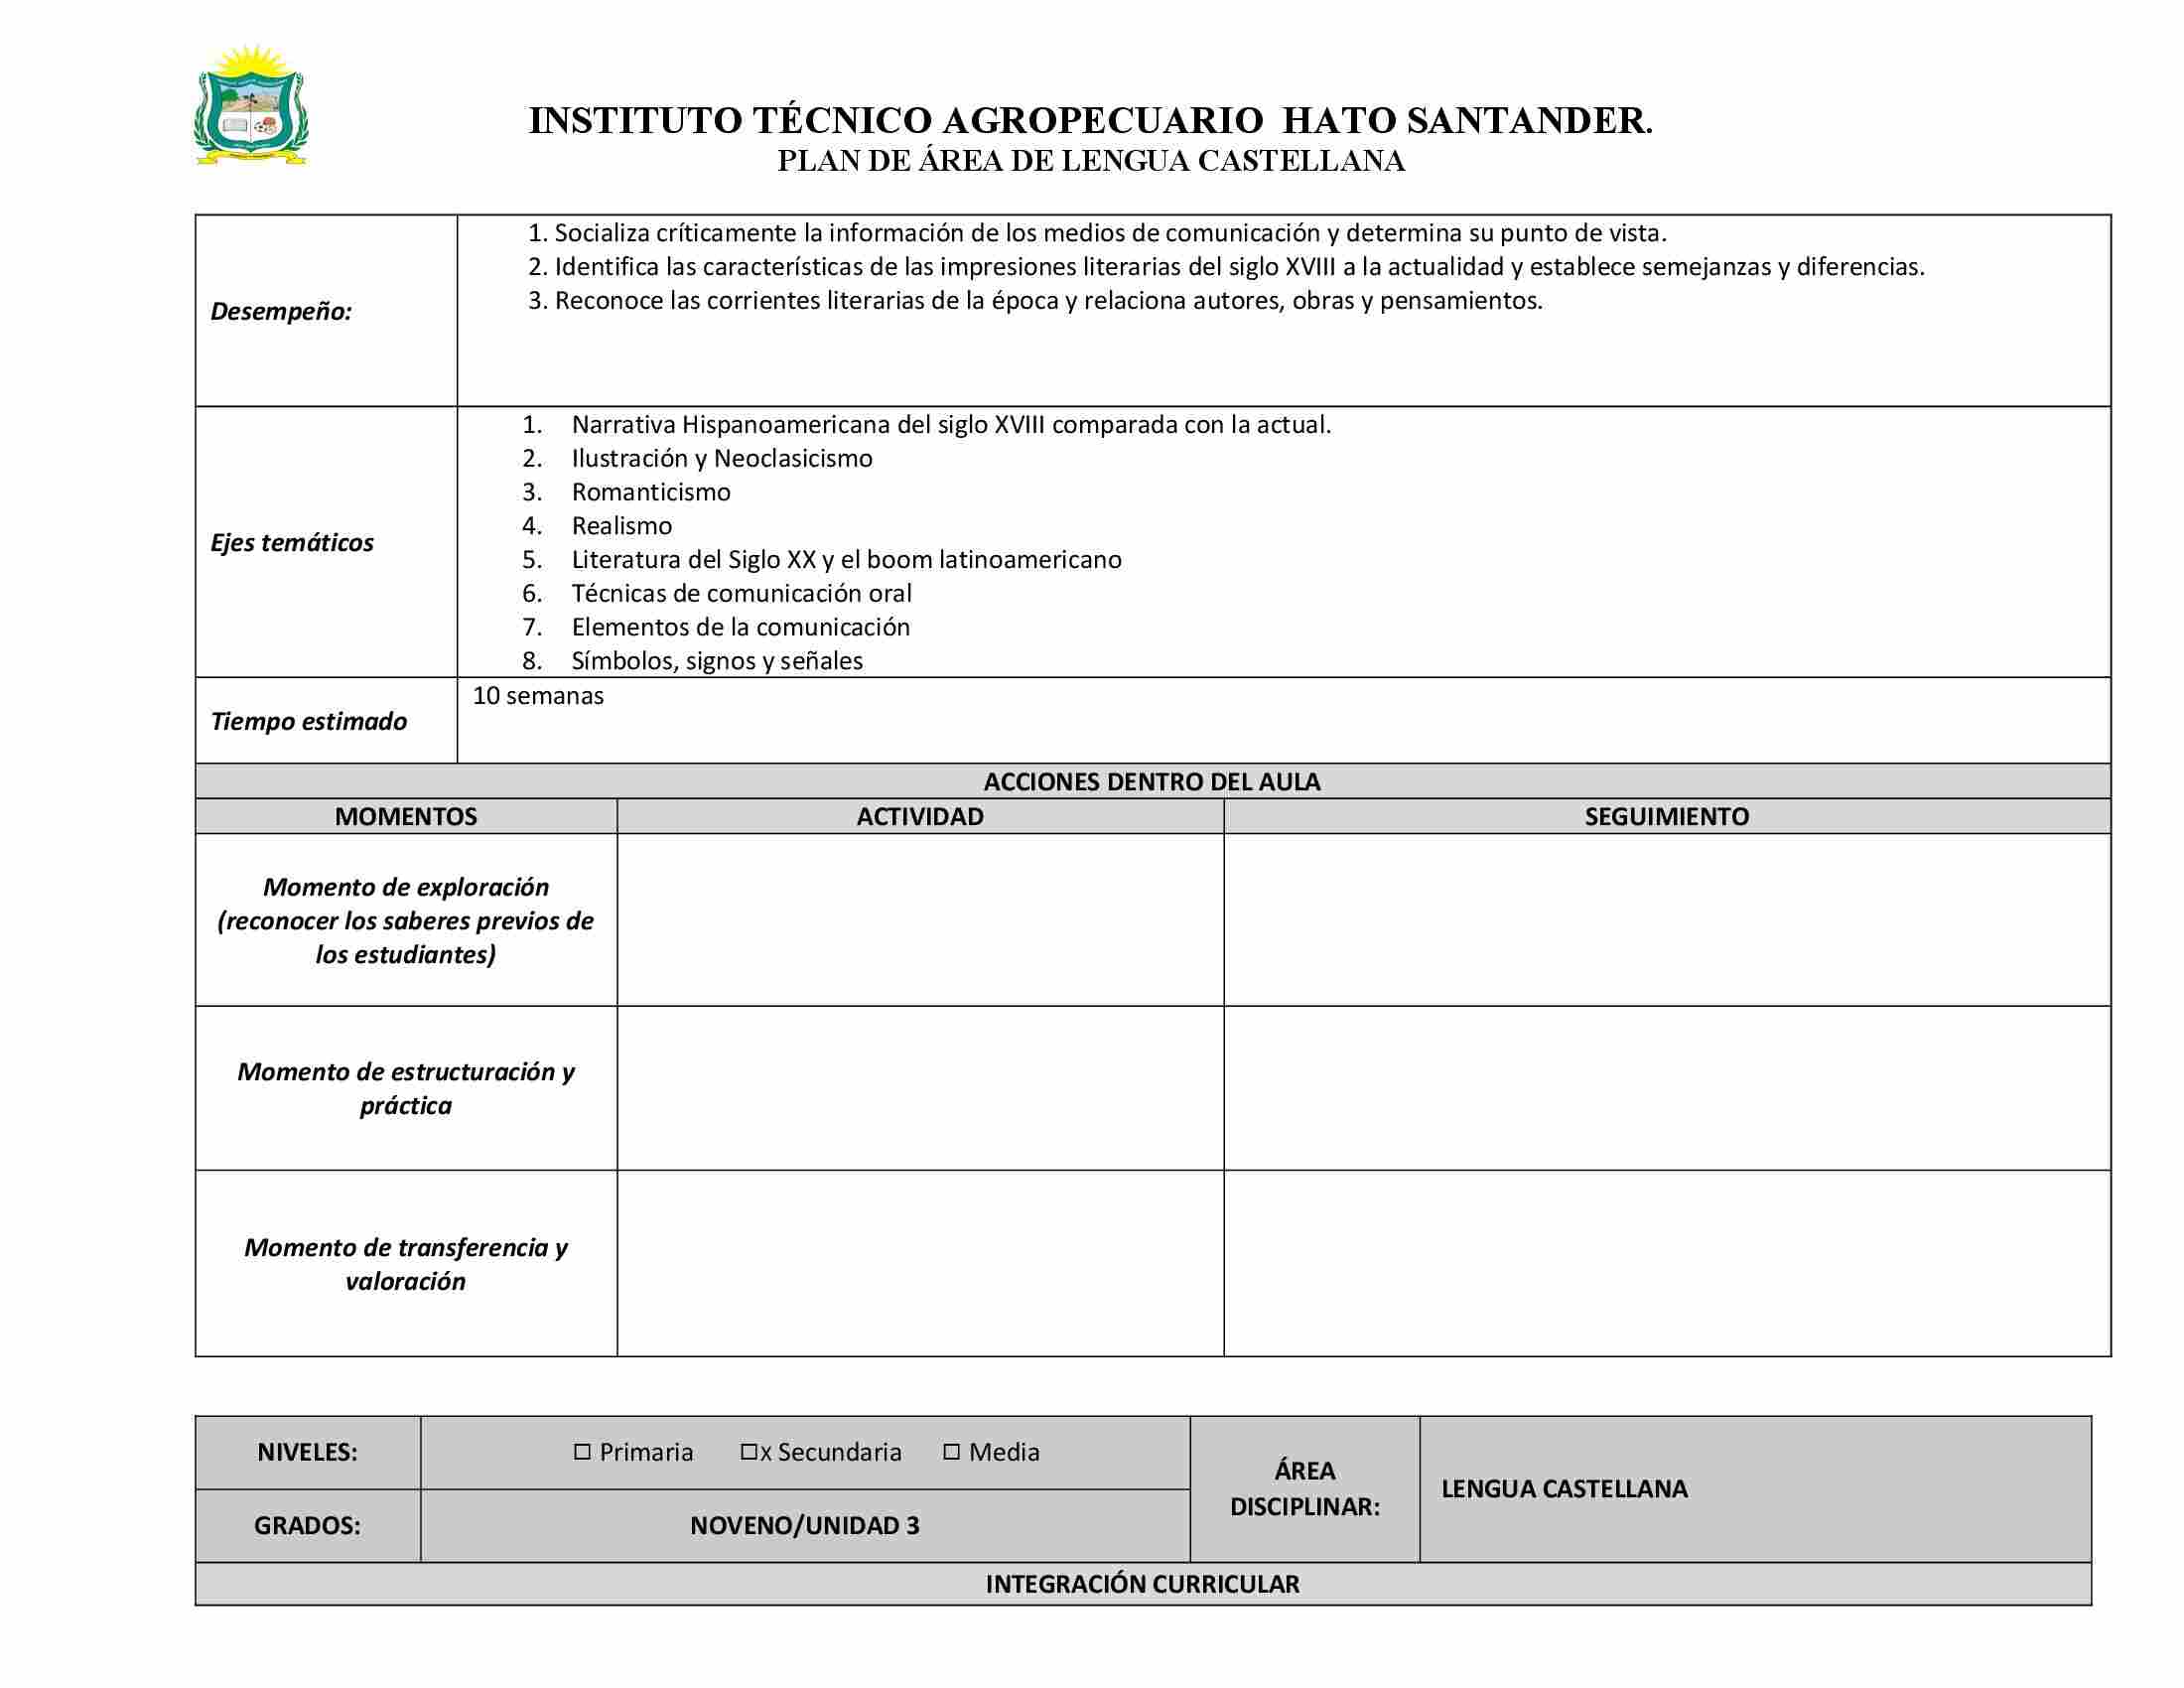 INSTITUTO TÉCNICO AGROPECUARIO  HATO SANTANDER.
PLAN DE ÁREA DE LENGUA CASTELLANA
Desempeño:
1. Socializa críticamente la información de los medios de comunicación y determina su punto de vista.
2. Identifica las características de las impresiones literarias del siglo XVIII a la actualidad y establece semejanzas y diferencias.
3. Reconoce las corrientes literarias de la época y relaciona autores, obras y pensamientos.
Ejes temáticos
1. Narrativa Hispanoamericana del siglo XVIII comparada con la actual.
2. Ilustración y Neoclasicismo
3. Romanticismo
4. Realismo
5. Literatura del Siglo XX y el boom latinoamericano
6. Técnicas de comunicación oral
7. Elementos de la comunicación
8. Símbolos, signos y señales
Tiempo estimado
10 semanas
ACCIONES DENTRO DEL AULA
MOMENTOS ACTIVIDAD SEGUIMIENTO
Momento de exploración
(reconocer los saberes previos de
los estudiantes)
Momento de estructuración y
práctica
Momento de transferencia y
valoración
NIVELES:
☐ Primaria ☐x Secundaria ☐ Media
GRADOS:
NOVENO/UNIDAD 3
ÁREA
DISCIPLINAR:
LENGUA CASTELLANA
INTEGRACIÓN CURRICULAR